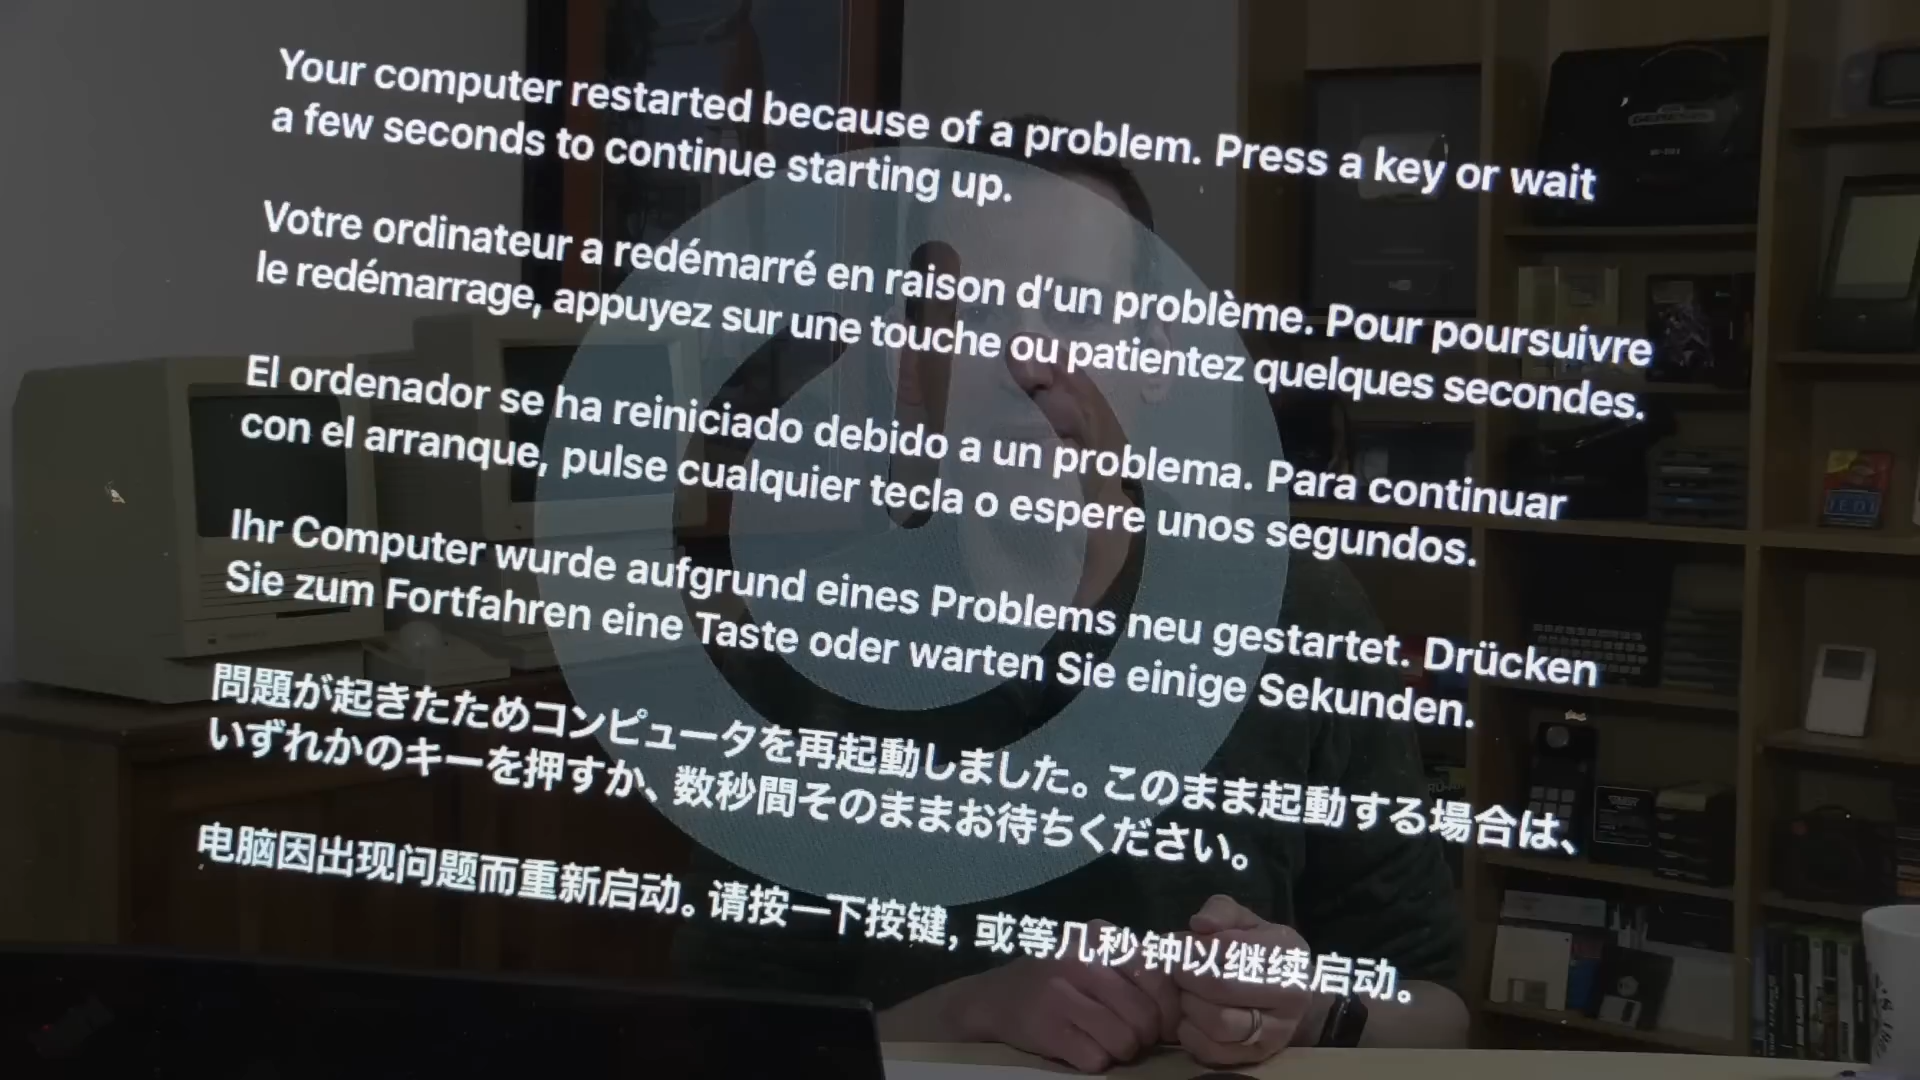 Your computer restarted because of a problem. Press a key or wait
a few seconds to continue starting up.
Votre ordinateur a redémarré en raison d’un problème. Pour poursuivre
le redémarrage, appuyez sur une touche ou patientez quelques secondes.
El ordenador se ha reiniciado debido a un problema. Para continuar
con el arranque, pulse cualquier tecla o espere unos segundos.
Ihr Computer wurde aufgrund eines Problems neu gestartet. Drücken
Sie zum Fortfahren eine Taste oder warten Sie einige Sekunden.
問題が起きたためコンピュータを再起動しました。このまま起動する場合は、
いずれかのキーを押すか、数秒間そのままお待ちください。
电脑因出现问题而重新启动。请按一下按键，或等几秒钟以继续启动。
JEDI